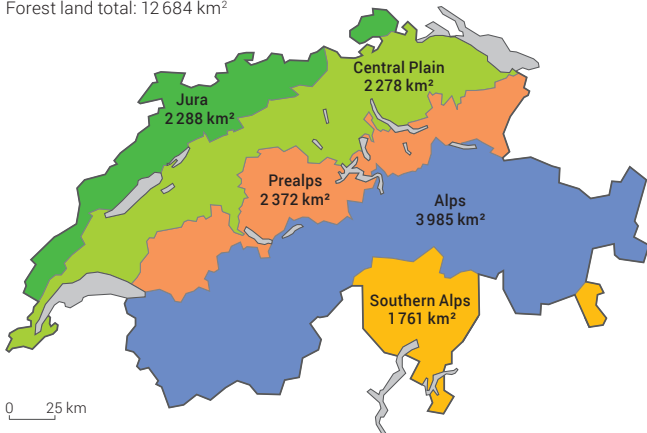 Forest land total: 12 684 km²
Central Plain
2 278 km²
Jura
2 288 km²
Prealps
2 372 km²
Alps
3 985 km²
Southern Alps
1 761 km²
0 25 km